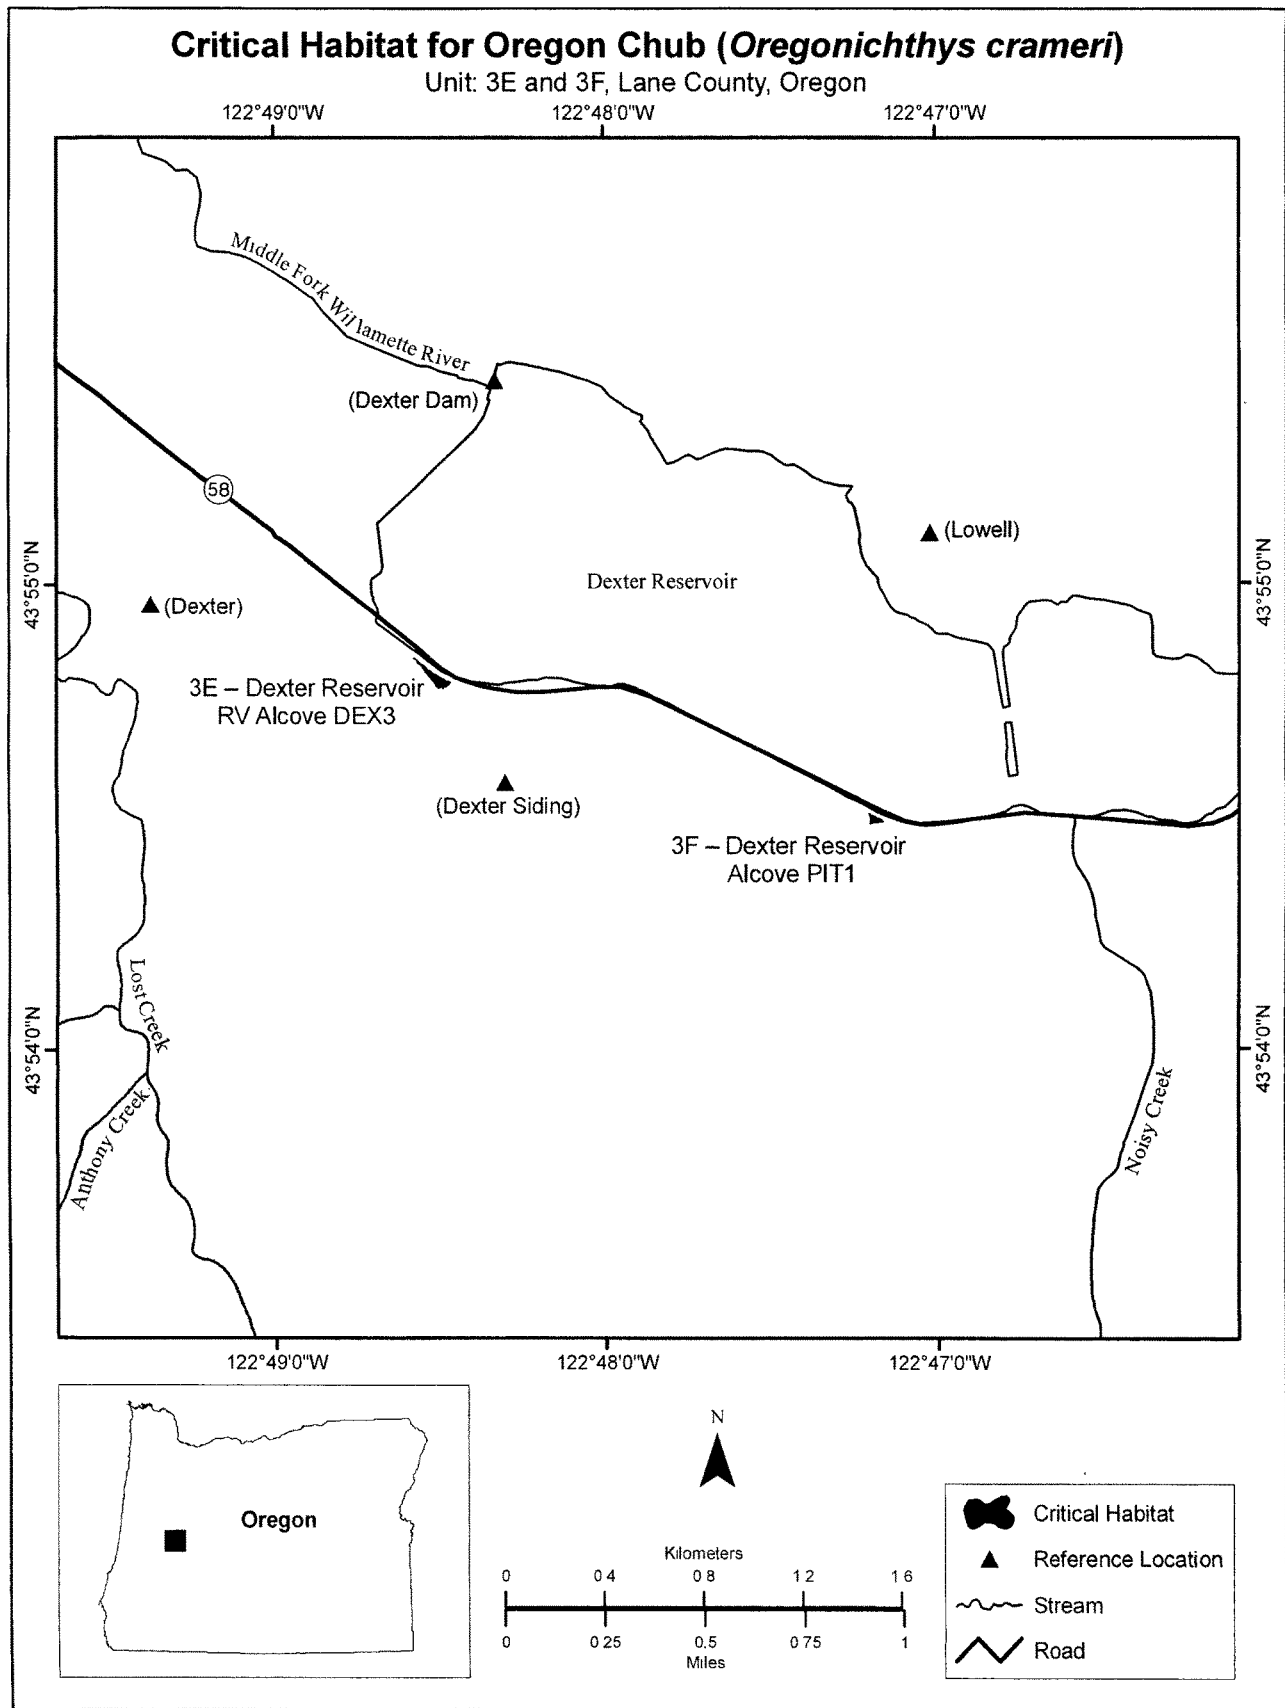 Critical Habitat for Oregon Chub (Oregonichthys crameri)
Unit: 3E and 3F, Lane County, Oregon
122°49'0"W
122°48'0"W
122°47'0"W
Middle Fork Willamette River
(Dexter Dam)
58
(Lowell)
43°55'0"N
43°55'0"N
Dexter Reservoir
(Dexter)
3E – Dexter Reservoir
RV Alcove DEX3
(Dexter Siding)
3F – Dexter Reservoir
Alcove PIT1
Lost Creek
43°54'0"N
43°54'0"N
Anthony Creek
Noisy Creek
122°49'0"W
122°48'0"W
122°47'0"W
Oregon
N
Kilometers
0 0 4 0 8 1 2 1 6
0 0 25 0.5 0 75 1
Miles
Critical Habitat
Reference Location
Stream
Road